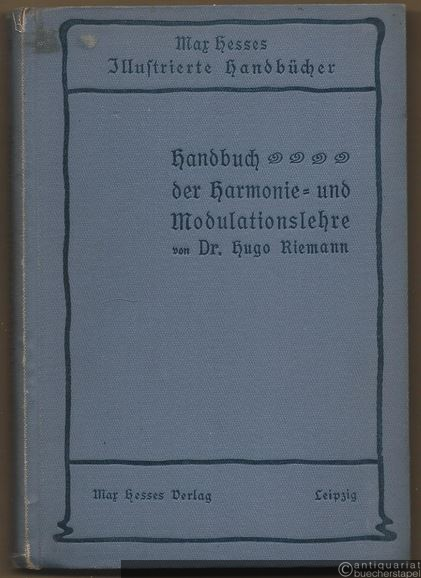 Max Hesses
Illustrierte Handbücher
Handbuch
der Harmonie- und
Modulationslehre
von Dr. Hugo Riemann
Max Hesses Verlag Leipzig
antiquariat
buecherstapel